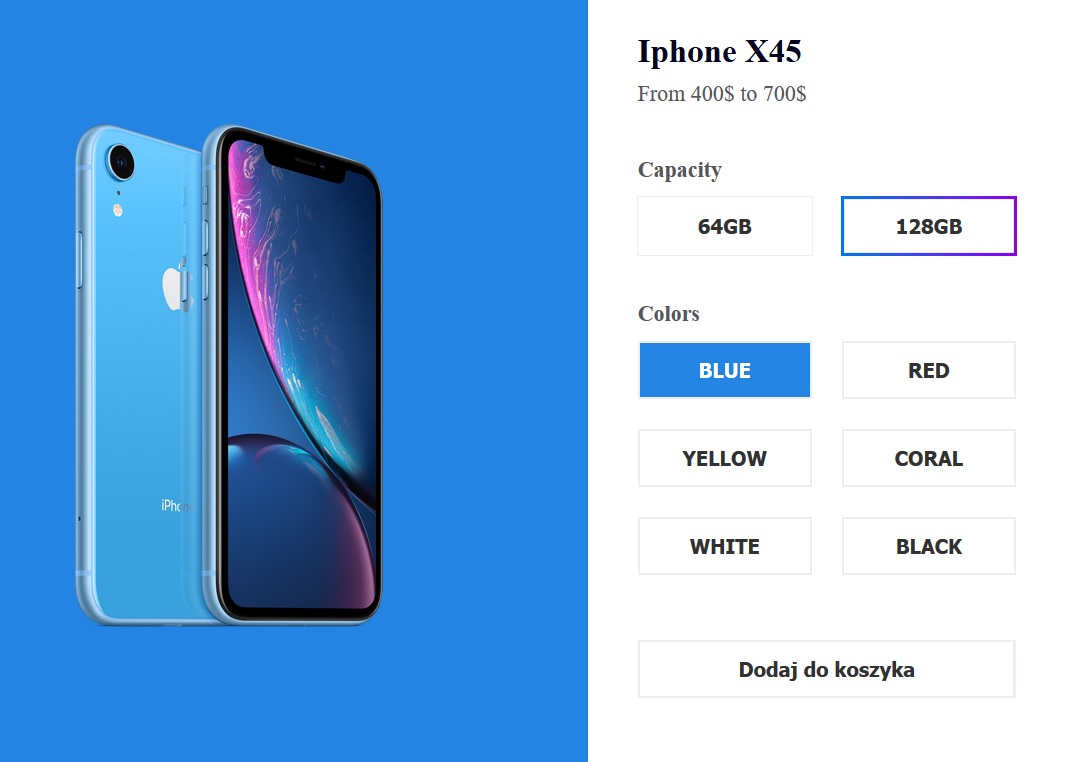 Iphone X45
From 400$ to 700$
Capacity
64GB
128GB
Colors
BLUE
RED
YELLOW
CORAL
WHITE
BLACK
Dodaj do koszyka